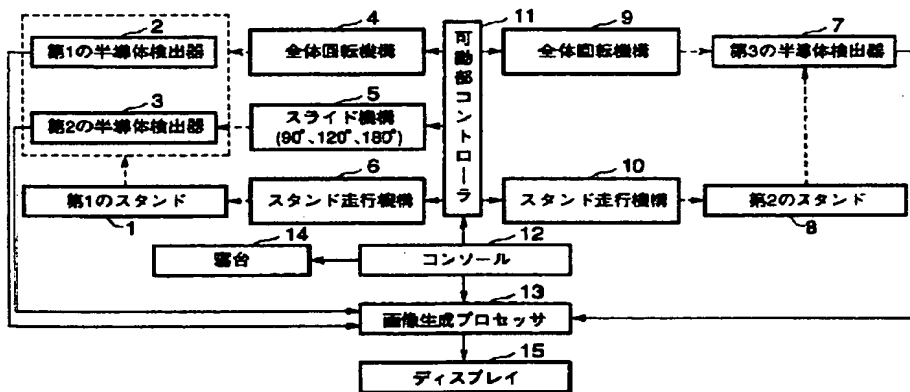 2
第1の半導体検出器
3
第2の半導体検出器
第1のスタンド
1
4
全体回転機構
5
スライド機構
(90°、120°、180°)
6
スタンド走行機構
11
可動部コントローラ
9
全体回転機構
10
スタンド走行機構
7
第3の半導体検出器
第2のスタンド
8
14
寝台
12
コンソール
13
画像生成プロセッサ
15
ディスプレイ